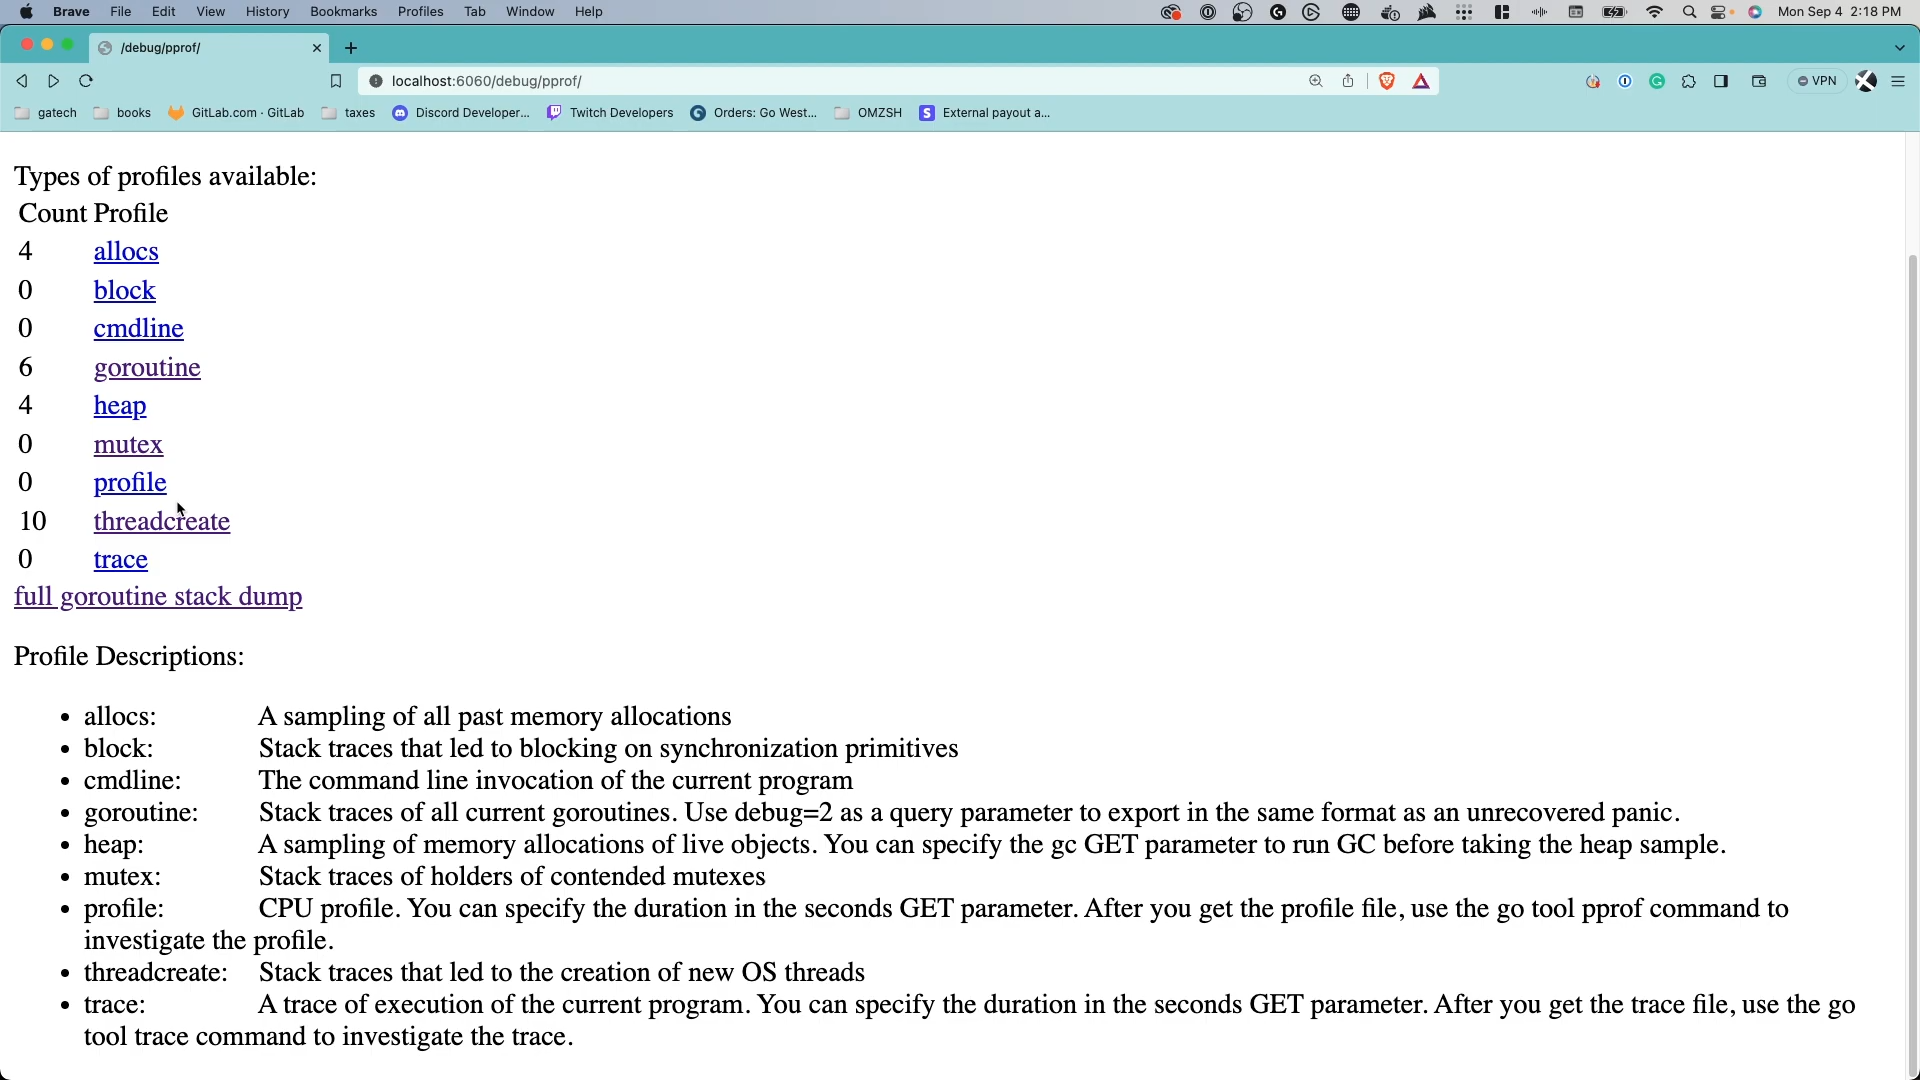 Brave File Edit View History Bookmarks Profiles Tab Window Help Mon Sep 4 2:18 PM
/debug/pprof/
localhost:6060/debug/pprof/ VPN
gatech books GitLab.com · GitLab taxes Discord Developer... Twitch Developers Orders: Go West... OMZSH External payout a...
Types of profiles available:
Count Profile
4 allocs
0 block
0 cmdline
6 goroutine
4 heap
0 mutex
0 profile
10 threadcreate
0 trace
full goroutine stack dump
Profile Descriptions:
• allocs: A sampling of all past memory allocations
• block: Stack traces that led to blocking on synchronization primitives
• cmdline: The command line invocation of the current program
• goroutine: Stack traces of all current goroutines. Use debug=2 as a query parameter to export in the same format as an unrecovered panic.
• heap: A sampling of memory allocations of live objects. You can specify the gc GET parameter to run GC before taking the heap sample.
• mutex: Stack traces of holders of contended mutexes
• profile: CPU profile. You can specify the duration in the seconds GET parameter. After you get the profile file, use the go tool pprof command to
investigate the profile.
• threadcreate: Stack traces that led to the creation of new OS threads
• trace: A trace of execution of the current program. You can specify the duration in the seconds GET parameter. After you get the trace file, use the go
tool trace command to investigate the trace.